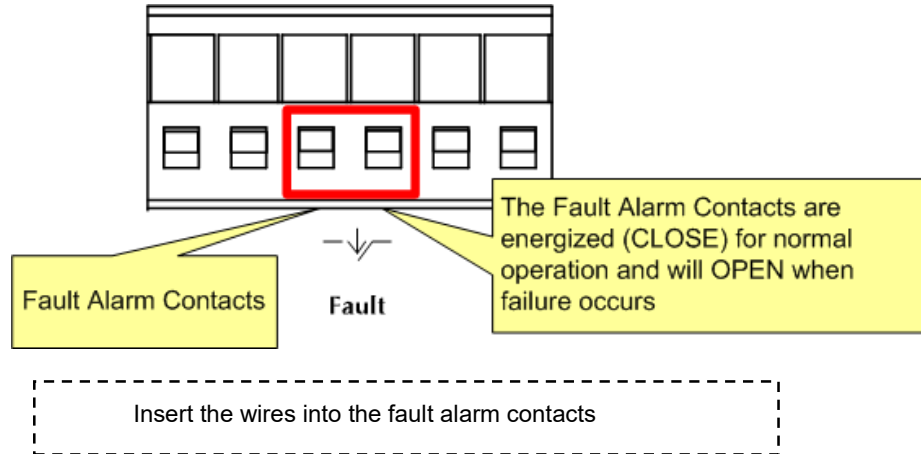 The Fault Alarm Contacts are
energized (CLOSE) for normal
operation and will OPEN when
failure occurs
Fault Alarm Contacts
Fault
Insert the wires into the fault alarm contacts